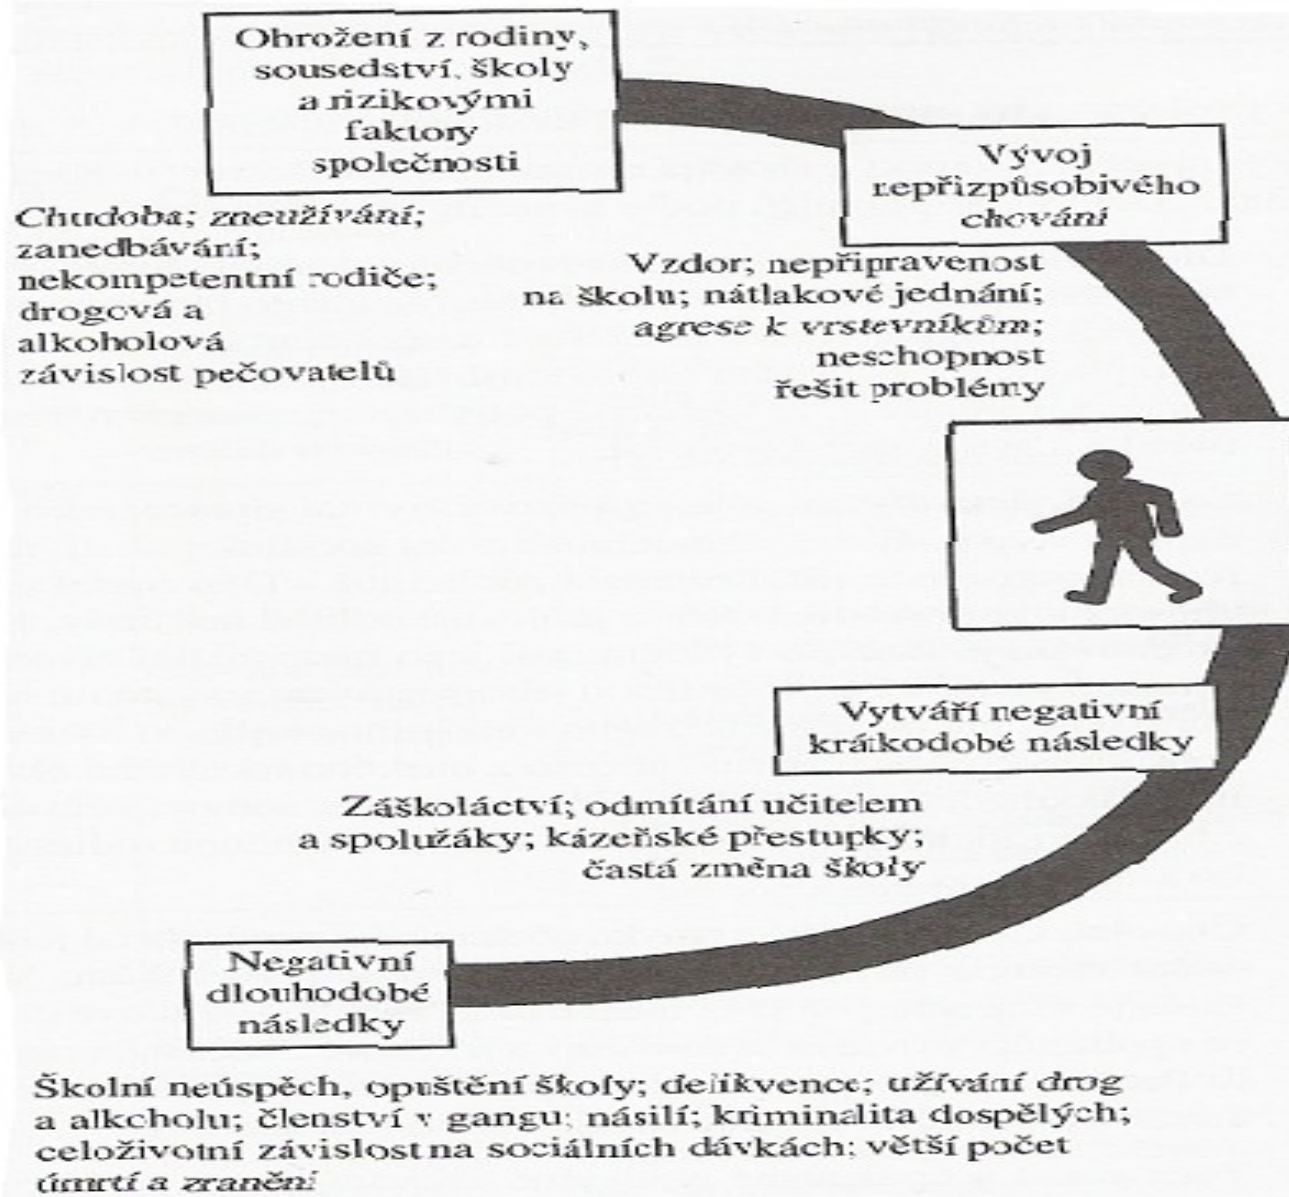 Ohrožení z rodiny,
sousedství, školy
a rizikovými
faktory
společnosti
Chudoba; zneužívání;
zanedbávání;
nekompetentní rodiče;
drogová a
alkoholová
závislost pečovatelů
Vývoj
nepřizpůsobivého
chování
Vzdor; nepřipravenost
na školu; nátlakové jednání;
agrese k vrstevníkům;
neschopnost
řešit problémy
Vytváří negativní
krátkodobé následky
Záškoláctví; odmítání učitelem
a spolužáky; kázeňské přestupky;
častá změna školy
Negativní
dlouhodobé
následky
Školní neúspěch, opuštění školy; delikvence; užívání drog
a alkoholu; členství v gangu; násilí; kriminalita dospělých;
celoživotní závislost na sociálních dávkách; větší počet
úmrtí a zranění